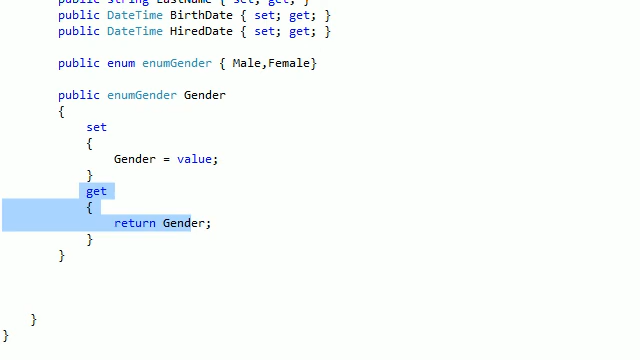 public string LastName { set; get; }
public DateTime BirthDate { set; get; }
public DateTime HiredDate { set; get; }
public enum enumGender { Male,Female}
public enumGender Gender
{
set
{
Gender = value;
}
get
{
return Gender;
}
}
}
}